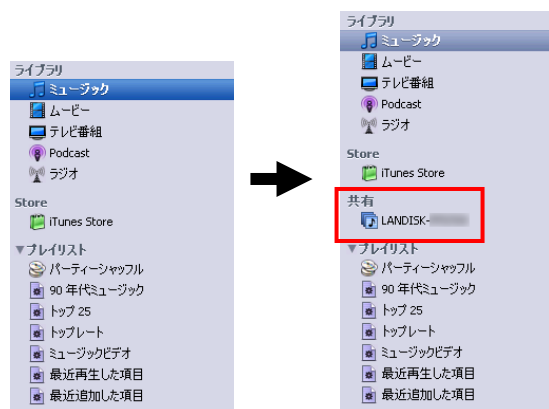 ライブラリ
ミュージック
ムービー
テレビ番組
Podcast
ラジオ
Store
iTunes Store
プレイリスト
パーティーシャッフル
90 年代ミュージック
トップ 25
トップレート
ミュージックビデオ
最近再生した項目
最近追加した項目
ライブラリ
ミュージック
ムービー
テレビ番組
Podcast
ラジオ
Store
iTunes Store
共有
LANDISK-
プレイリスト
パーティーシャッフル
90 年代ミュージック
トップ 25
トップレート
ミュージックビデオ
最近再生した項目
最近追加した項目